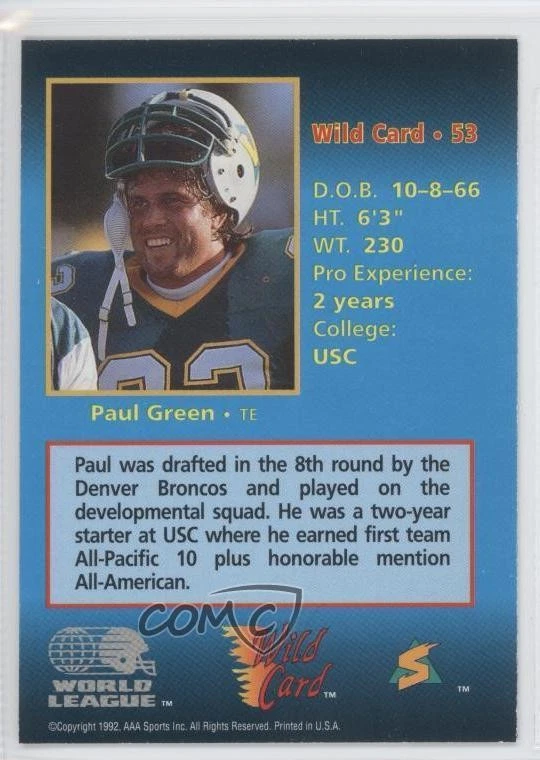 Wild Card • 53
D.O.B. 10-8-66
HT. 6'3"
WT. 230
Pro Experience:
2 years
College:
USC
Paul Green • TE
Paul was drafted in the 8th round by the
Denver Broncos and played on the
developmental squad. He was a two-year
starter at USC where he earned first team
All-Pacific 10 plus honorable mention
All-American.
COMC
WORLD
LEAGUE™
Wild
Card™
S ™
©Copyright 1992. AAA Sports Inc. All Rights Reserved. Printed in U.S.A.